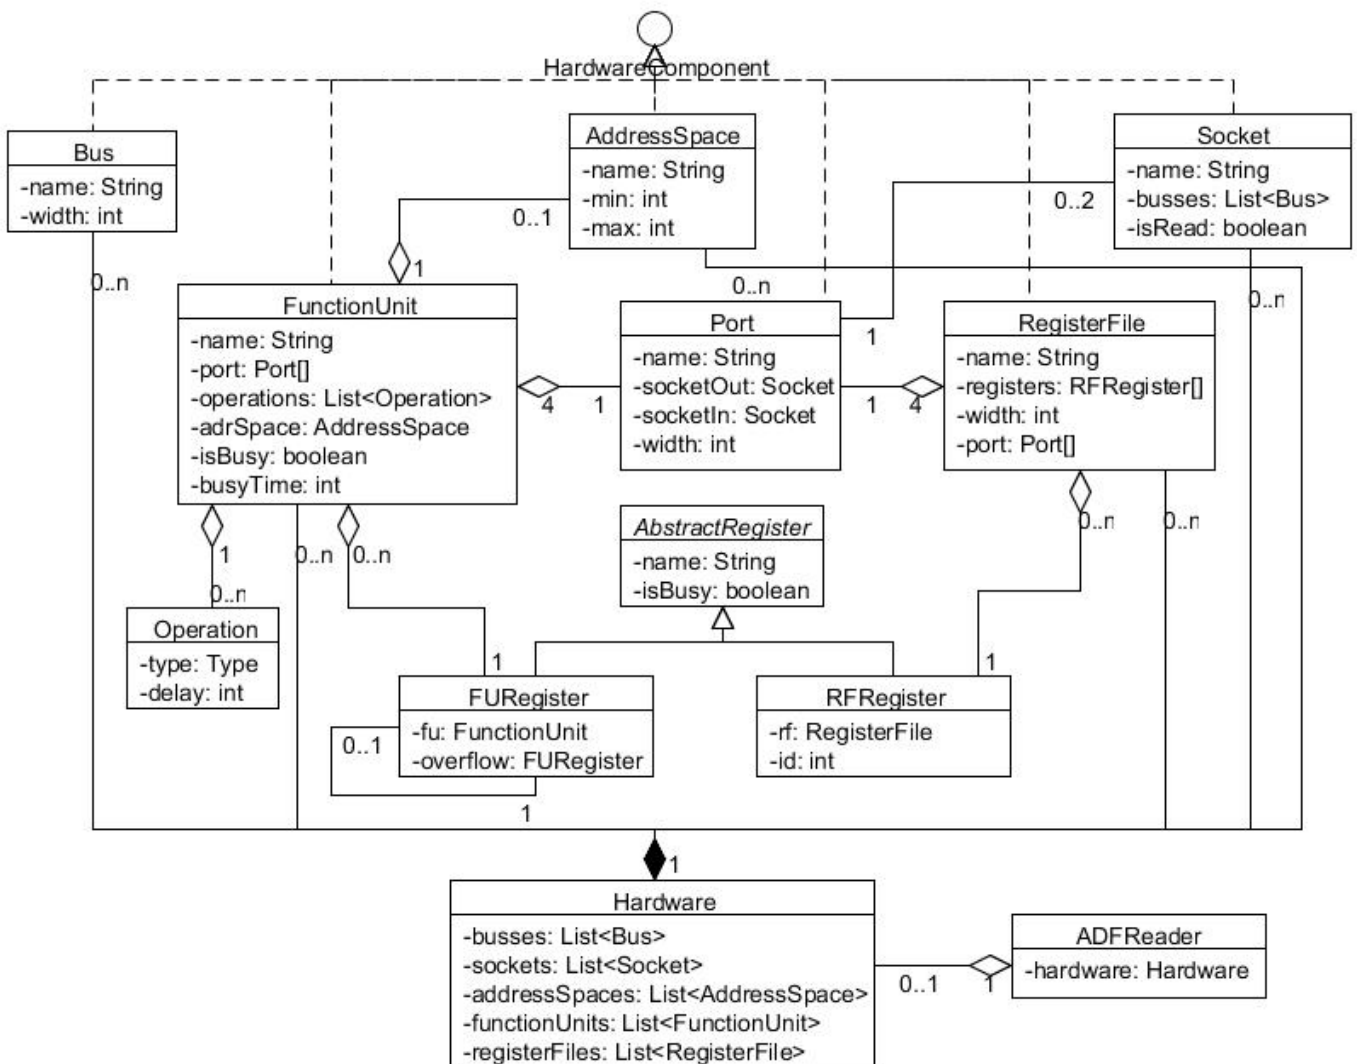 HardwareComponent
Bus
-name: String
-width: int
0..n
AddressSpace
-name: String
-min: int
-max: int
0..1
0..n
Socket
-name: String
-busses: List<Bus>
-isRead: boolean
0..2
0..n
1
FunctionUnit
-name: String
-port: Port[]
-operations: List<Operation>
-adrSpace: AddressSpace
-isBusy: boolean
-busyTime: int
4
1
Port
-name: String
-socketOut: Socket
-socketIn: Socket
-width: int
1
1
4
RegisterFile
-name: String
-registers: RFRegister[]
-width: int
-port: Port[]
1
0..n
0..n
0..n
0..n
0..n
AbstractRegister
-name: String
-isBusy: boolean
Operation
-type: Type
-delay: int
1
FURegister
-fu: FunctionUnit
-overflow: FURegister
0..1
1
1
RFRegister
-rf: RegisterFile
-id: int
1
Hardware
-busses: List<Bus>
-sockets: List<Socket>
-addressSpaces: List<AddressSpace>
-functionUnits: List<FunctionUnit>
-registerFiles: List<RegisterFile>
0..1
1
ADFReader
-hardware: Hardware